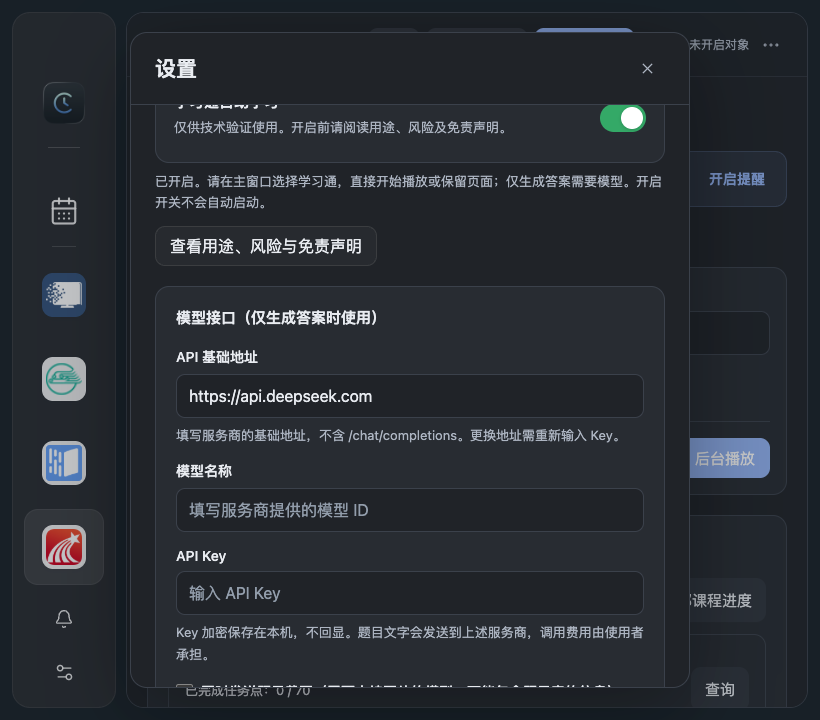 设置
未开启对象
仅供技术验证使用。开启前请阅读用途、风险及免责声明。
已开启。请在主窗口选择学习通，直接开始播放或保留页面；仅生成答案需要模型。开启
开关不会自动启动。
开启提醒
查看用途、风险与免责声明
模型接口（仅生成答案时使用）
API 基础地址
https://api.deepseek.com
填写服务商的基础地址，不含 /chat/completions。更换地址需重新输入 Key。
后台播放
模型名称
填写服务商提供的模型 ID
API Key
输入 API Key
课程进度
Key 加密保存在本机，不回显。题目文字会发送到上述服务商，调用费用由使用者
承担。
已完成任务点：0 / 70
查询